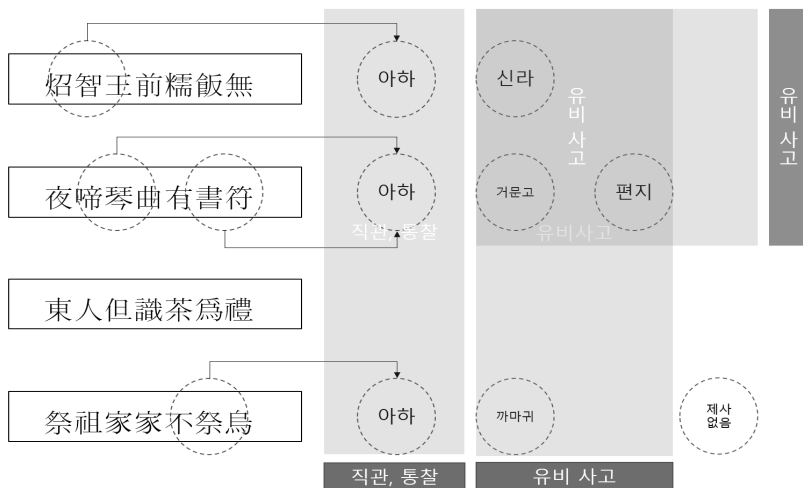 炤智王前糯飯無
아하
신라
유비 사고
유비 사고
夜啼琴曲有書符
아하
거문고
편지
직관, 통찰
유비사고
東人但識茶爲禮
祭祖家家不祭烏
아하
까마귀
제사
없음
직관, 통찰
유비 사고